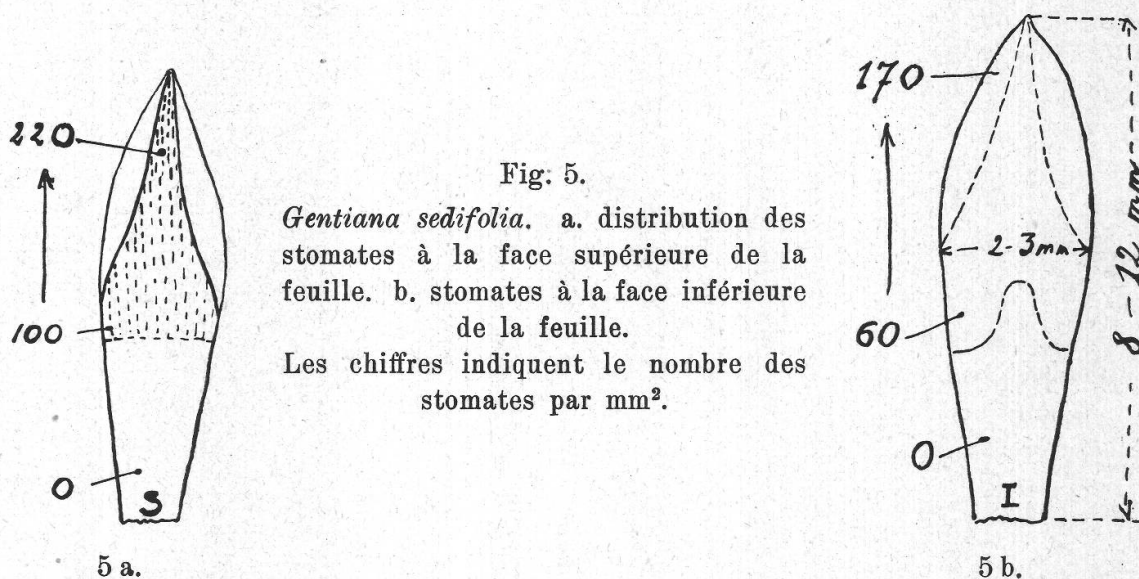 220
100
0
S
5 a.
Fig. 5.
Gentiana sedifolia. a. distribution des
stomates à la face supérieure de la
feuille. b. stomates à la face inférieure
de la feuille.
Les chiffres indiquent le nombre des
stomates par mm².
170
2-3mm
60
0
I
8-12 mm
5 b.